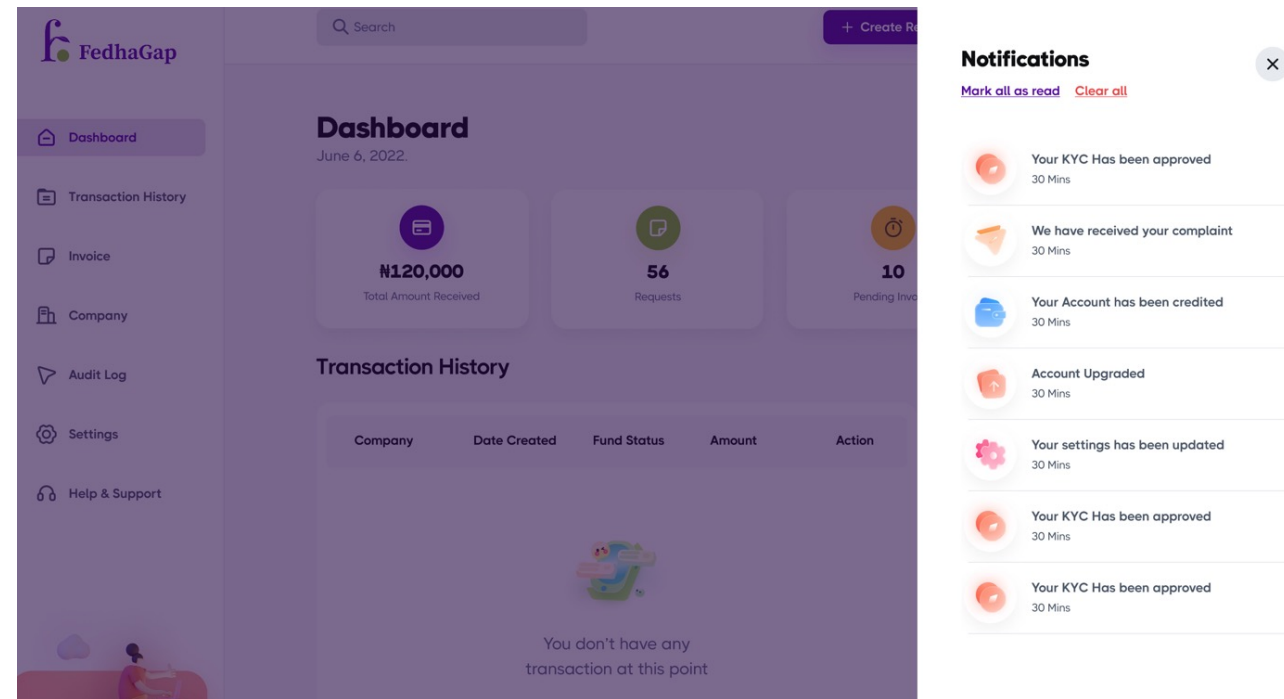 FedhaGap
Dashboard
Transaction History
Invoice
Company
Audit Log
Settings
Help & Support
Search
+ Create Re
Dashboard
June 6, 2022.
₦120,000
Total Amount Received
56
Requests
10
Pending Invo
Transaction History
Company Date Created Fund Status Amount Action
You don't have any
transaction at this point
Notifications
Mark all as read Clear all
Your KYC Has been approved
30 Mins
We have received your complaint
30 Mins
Your Account has been credited
30 Mins
Account Upgraded
30 Mins
Your settings has been updated
30 Mins
Your KYC Has been approved
30 Mins
Your KYC Has been approved
30 Mins